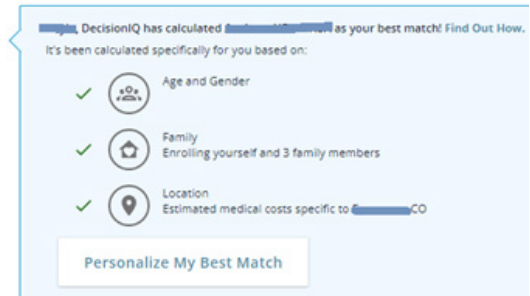 , DecisionIQ has calculated as your best match! Find Out How.
It's been calculated specifically for you based on:
Age and Gender
Family
Enrolling yourself and 3 family members
Location
Estimated medical costs specific to CO
Personalize My Best Match